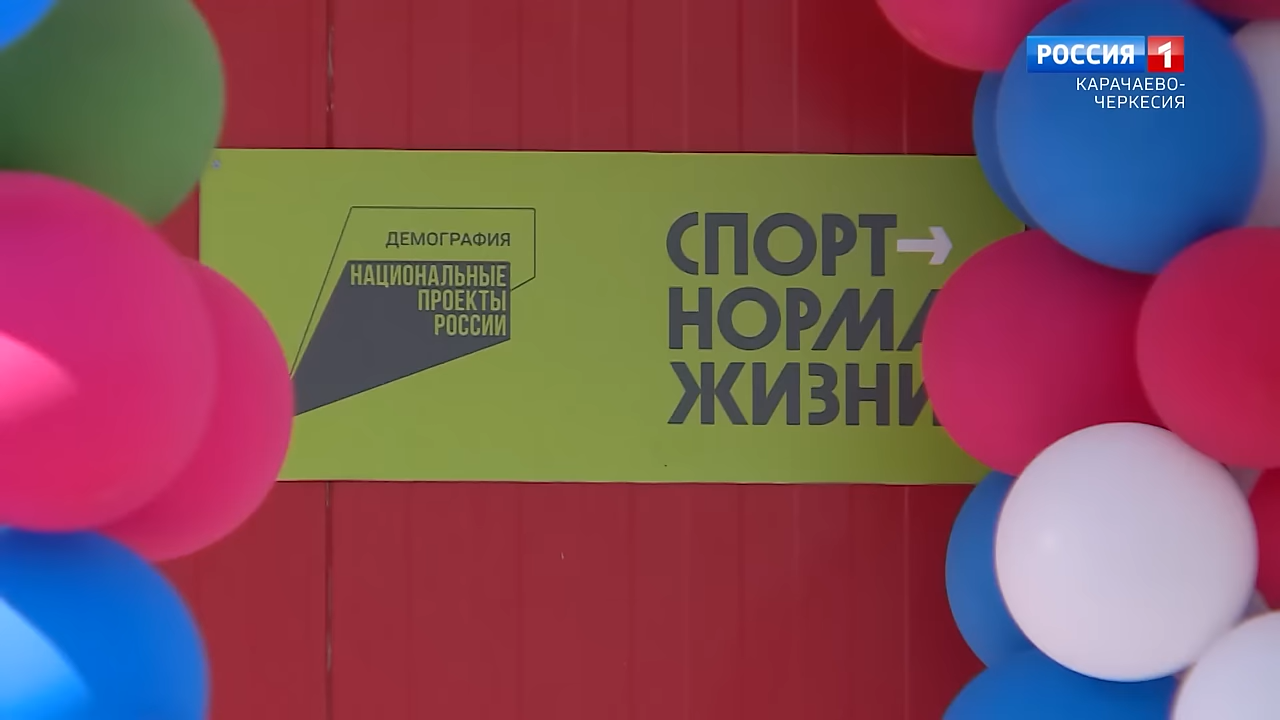 РОССИЯ 1
КАРАЧАЕВО-
ЧЕРКЕСИЯ
ДЕМОГРАФИЯ
НАЦИОНАЛЬНЫЕ
ПРОЕКТЫ
РОССИИ
СПОРТ→
НОРМА
ЖИЗНИ